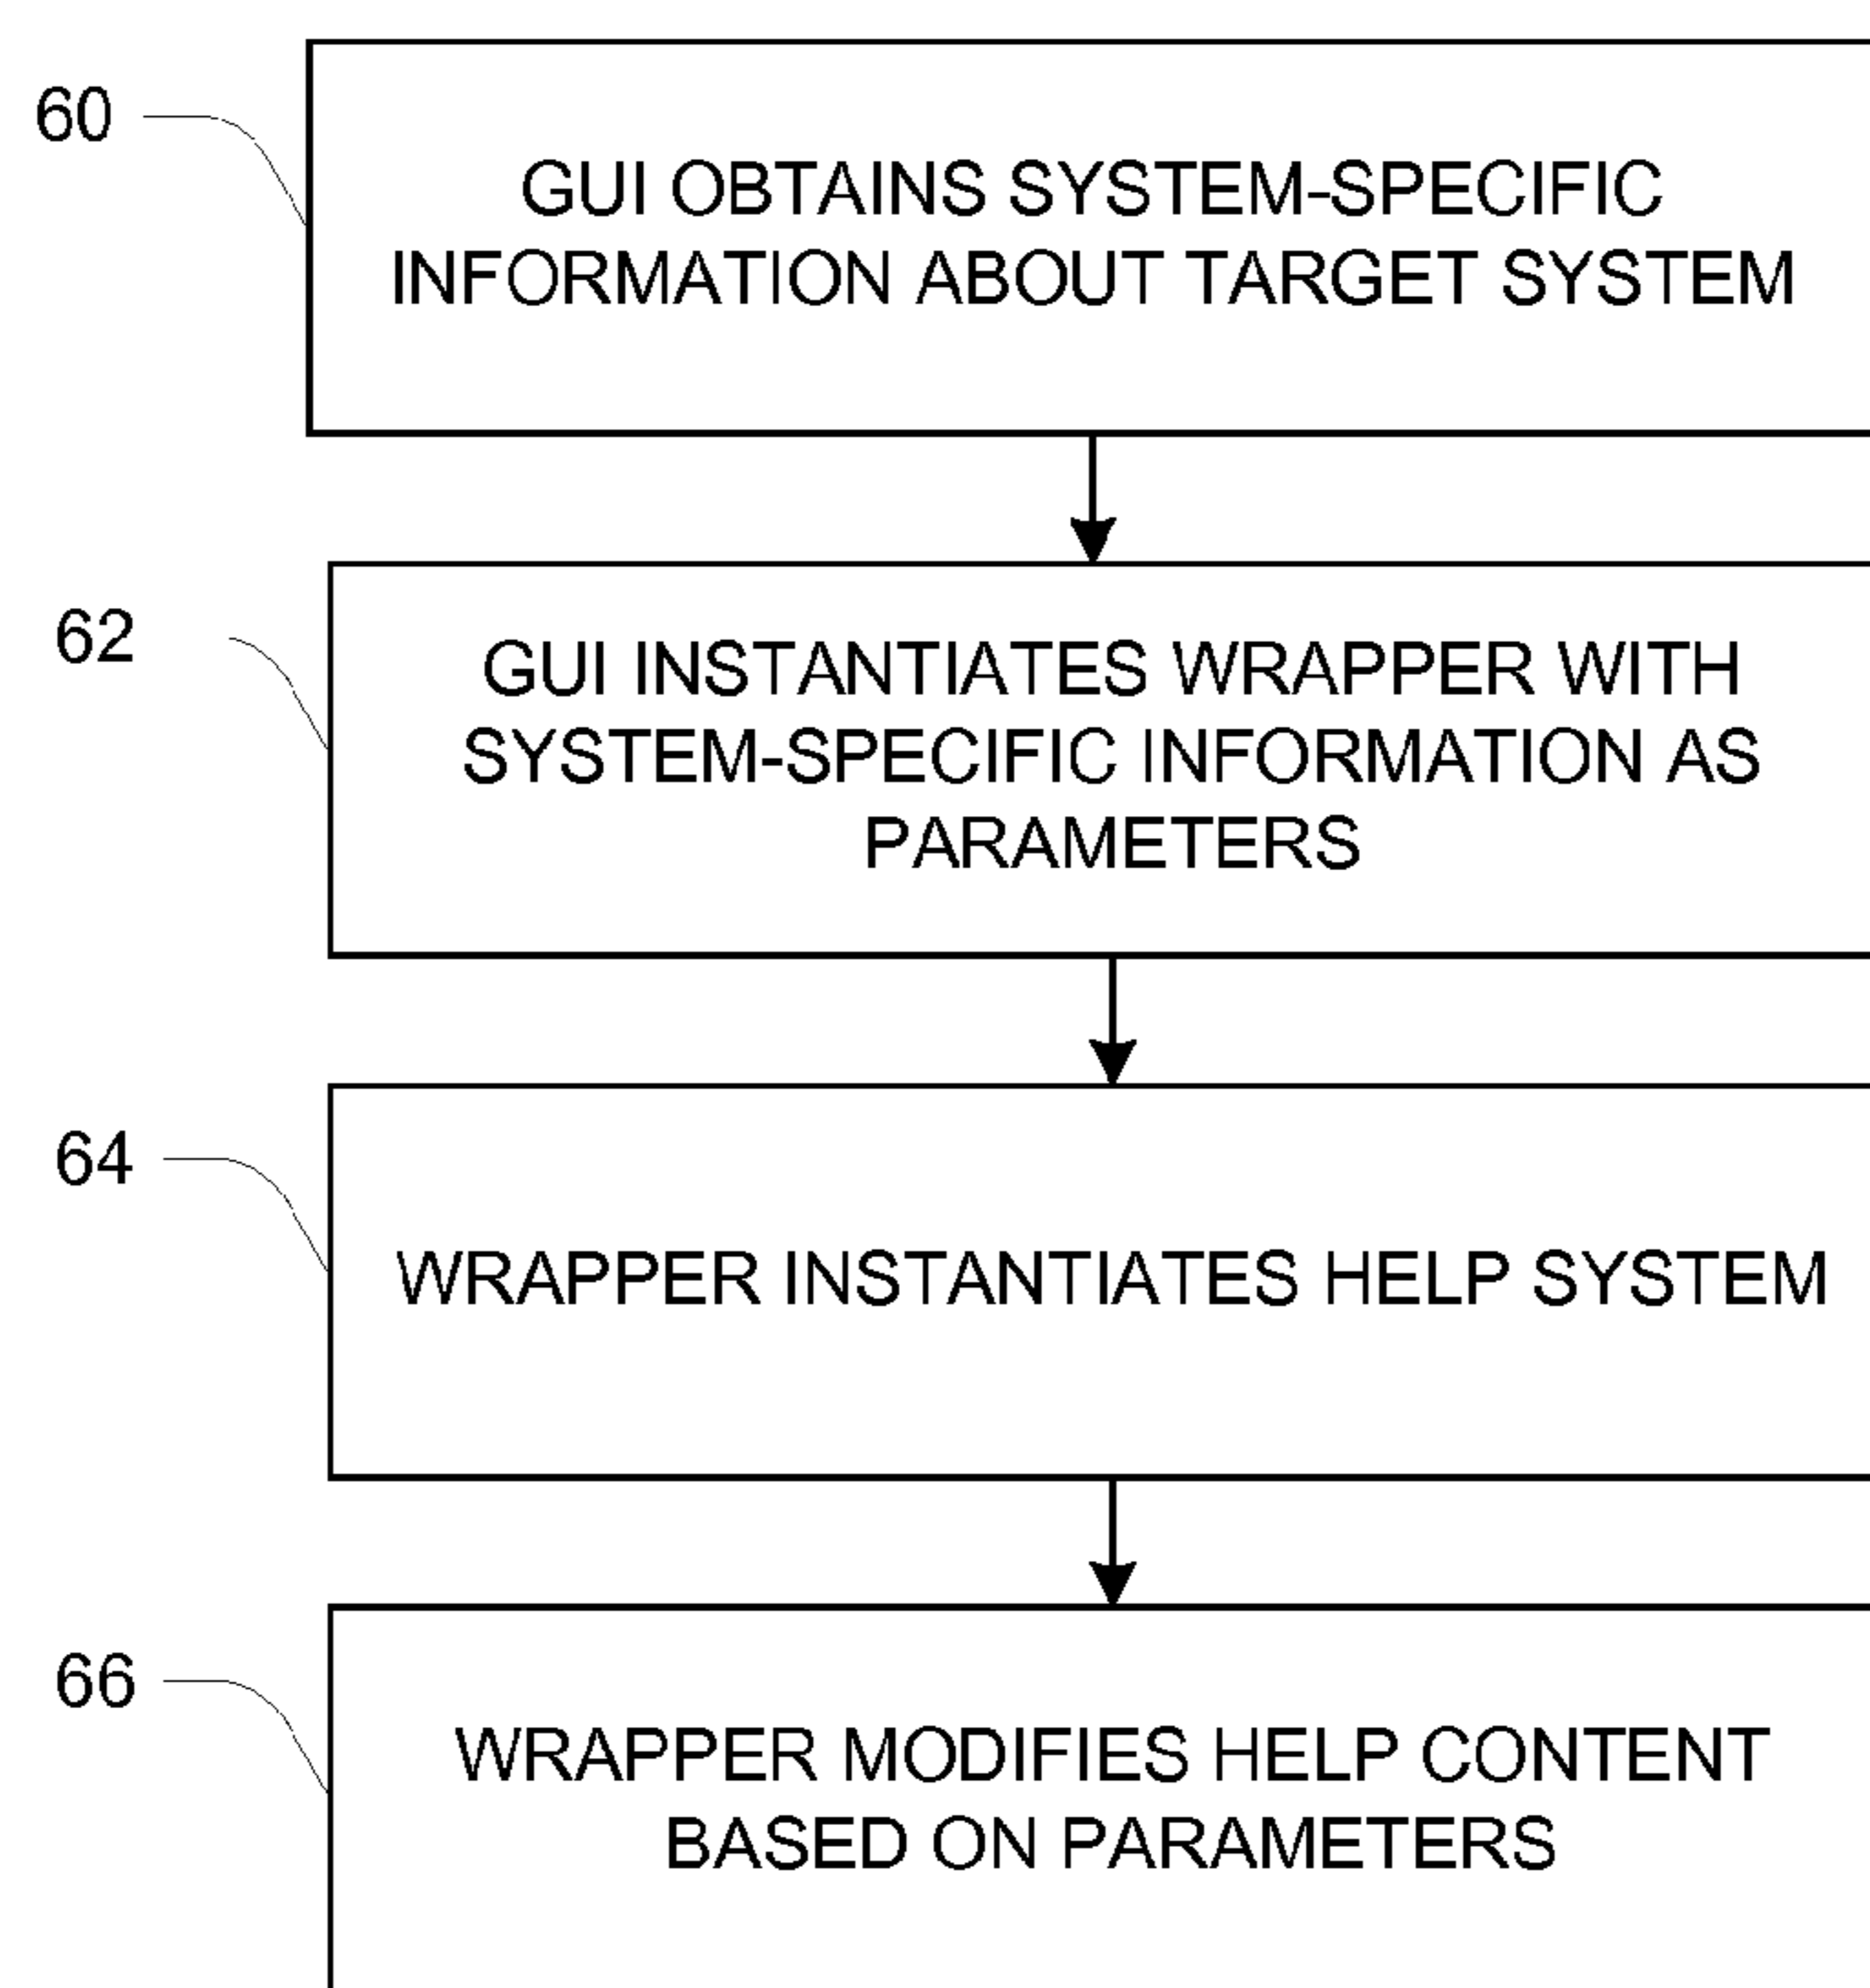 60
GUI OBTAINS SYSTEM-SPECIFIC
INFORMATION ABOUT TARGET SYSTEM
62
GUI INSTANTIATES WRAPPER WITH
SYSTEM-SPECIFIC INFORMATION AS
PARAMETERS
64
WRAPPER INSTANTIATES HELP SYSTEM
66
WRAPPER MODIFIES HELP CONTENT
BASED ON PARAMETERS